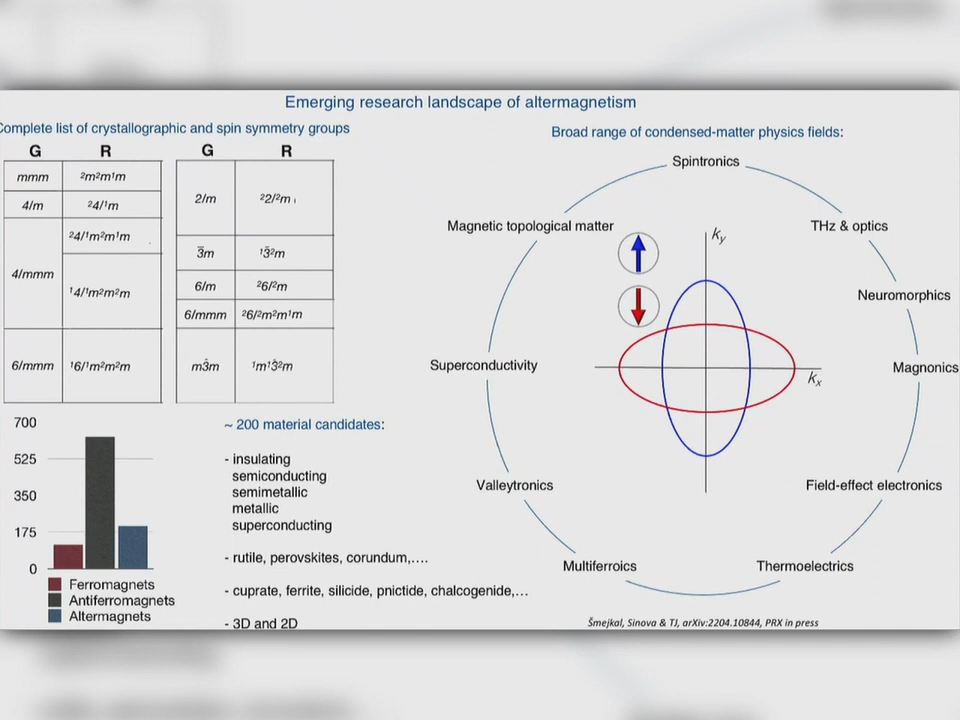 Emerging research landscape of altermagnetism
Complete list of crystallographic and spin symmetry groups
G R
mmm ²m²m¹m
4/m ²4/¹m
4/mmm ²4/¹m²m¹m
¹4/¹m²m²m
6/mmm ¹6/¹m²m²m
G R
2/m ²2/²m
3̅m ¹3̅²m
6/m ²6/²m
6/mmm ²6/²m²m¹m
m3̅m ¹m¹3̅²m
700
525
350
175
0
Ferromagnets
Antiferromagnets
Altermagnets
~ 200 material candidates:
- insulating
semiconducting
semimetallic
metallic
superconducting
- rutile, perovskites, corundum,....
- cuprate, ferrite, silicide, pnictide, chalcogenide,...
- 3D and 2D
Broad range of condensed-matter physics fields:
Spintronics
Magnetic topological matter
THz & optics
Neuromorphics
Superconductivity
Magnonics
Valleytronics
Field-effect electronics
Multiferroics
Thermoelectrics
ky
kx
Šmejkal, Sinova & TJ, arXiv:2204.10844, PRX in press